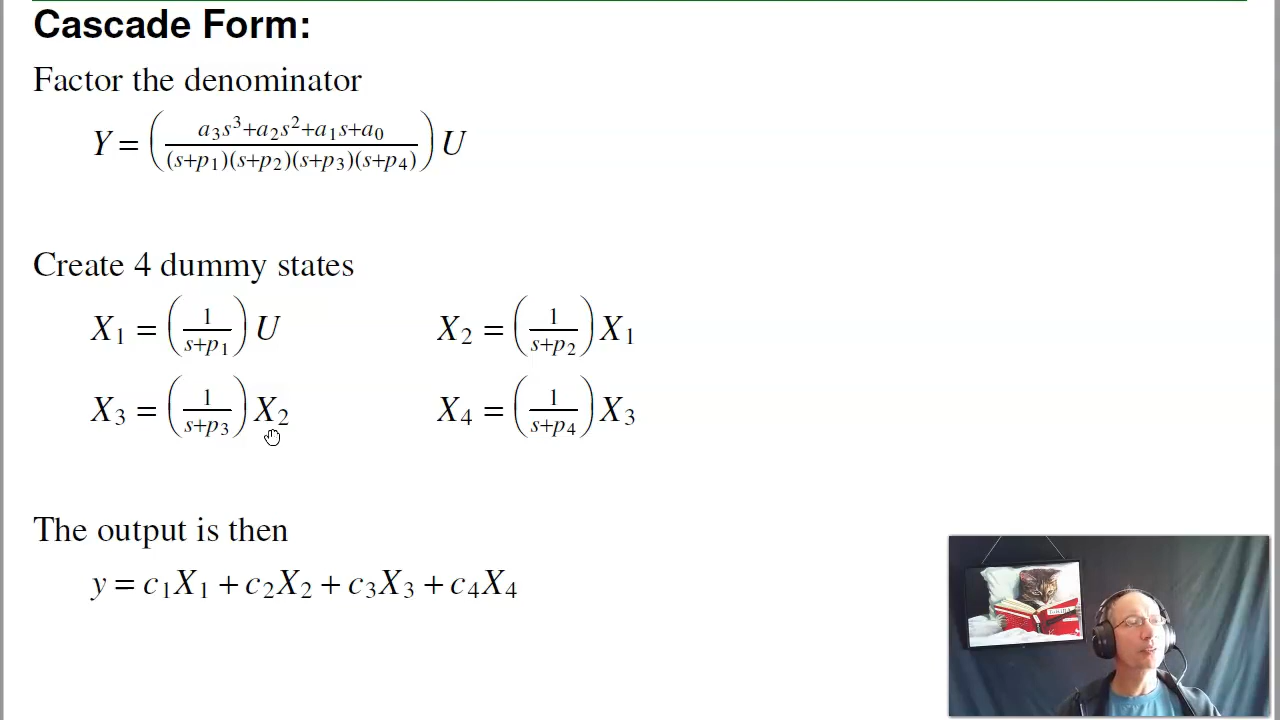 Cascade Form:
Factor the denominator
Y = ( (a₃s³+a₂s²+a₁s+a₀) / ((s+p₁)(s+p₂)(s+p₃)(s+p₄)) ) U
Create 4 dummy states
X₁ = ( 1 / (s+p₁) ) U    X₂ = ( 1 / (s+p₂) ) X₁
X₃ = ( 1 / (s+p₃) ) X₂    X₄ = ( 1 / (s+p₄) ) X₃
The output is then
y = c₁X₁ + c₂X₂ + c₃X₃ + c₄X₄